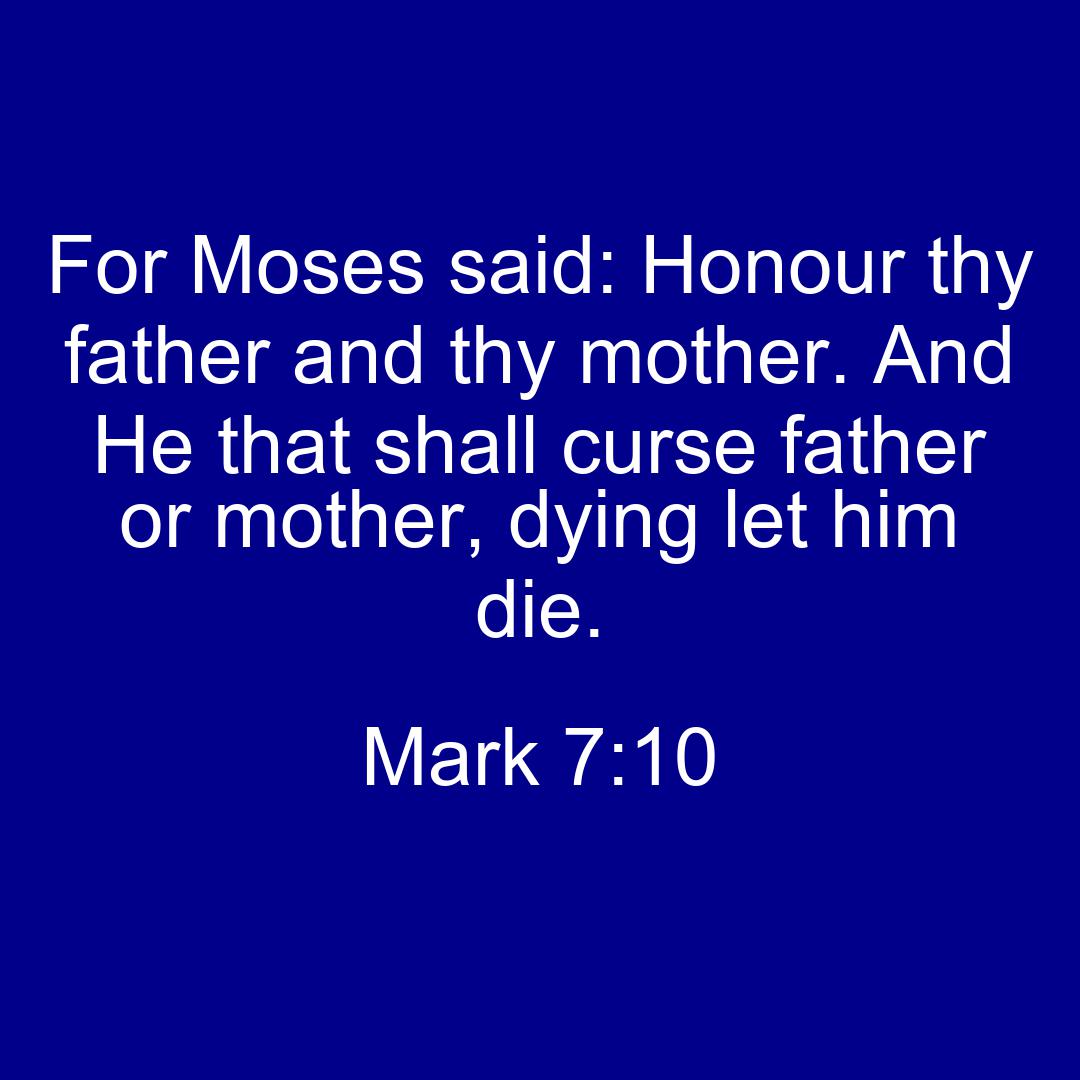 For Moses said: Honour thy
father and thy mother. And
He that shall curse father
or mother, dying let him
die.
Mark 7:10